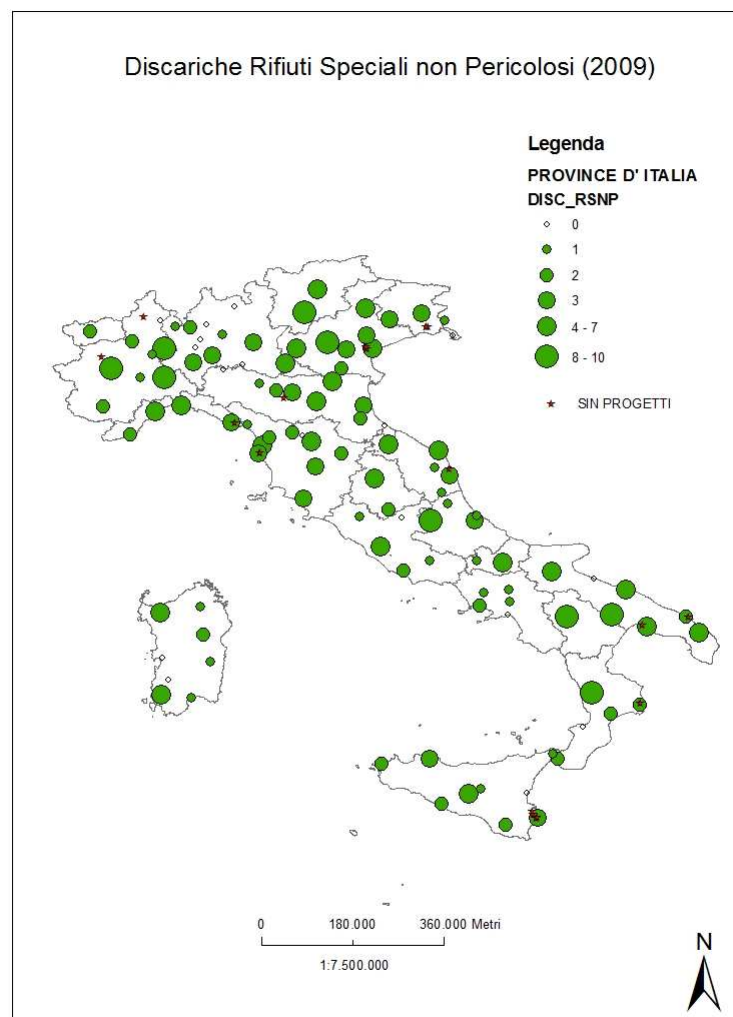 Discariche Rifiuti Speciali non Pericolosi (2009)
Legenda
PROVINCE D' ITALIA
DISC_RSNP
0
1
2
3
4 - 7
8 - 10
SIN PROGETTI
0 180.000 360.000 Metri
1:7.500.000
N